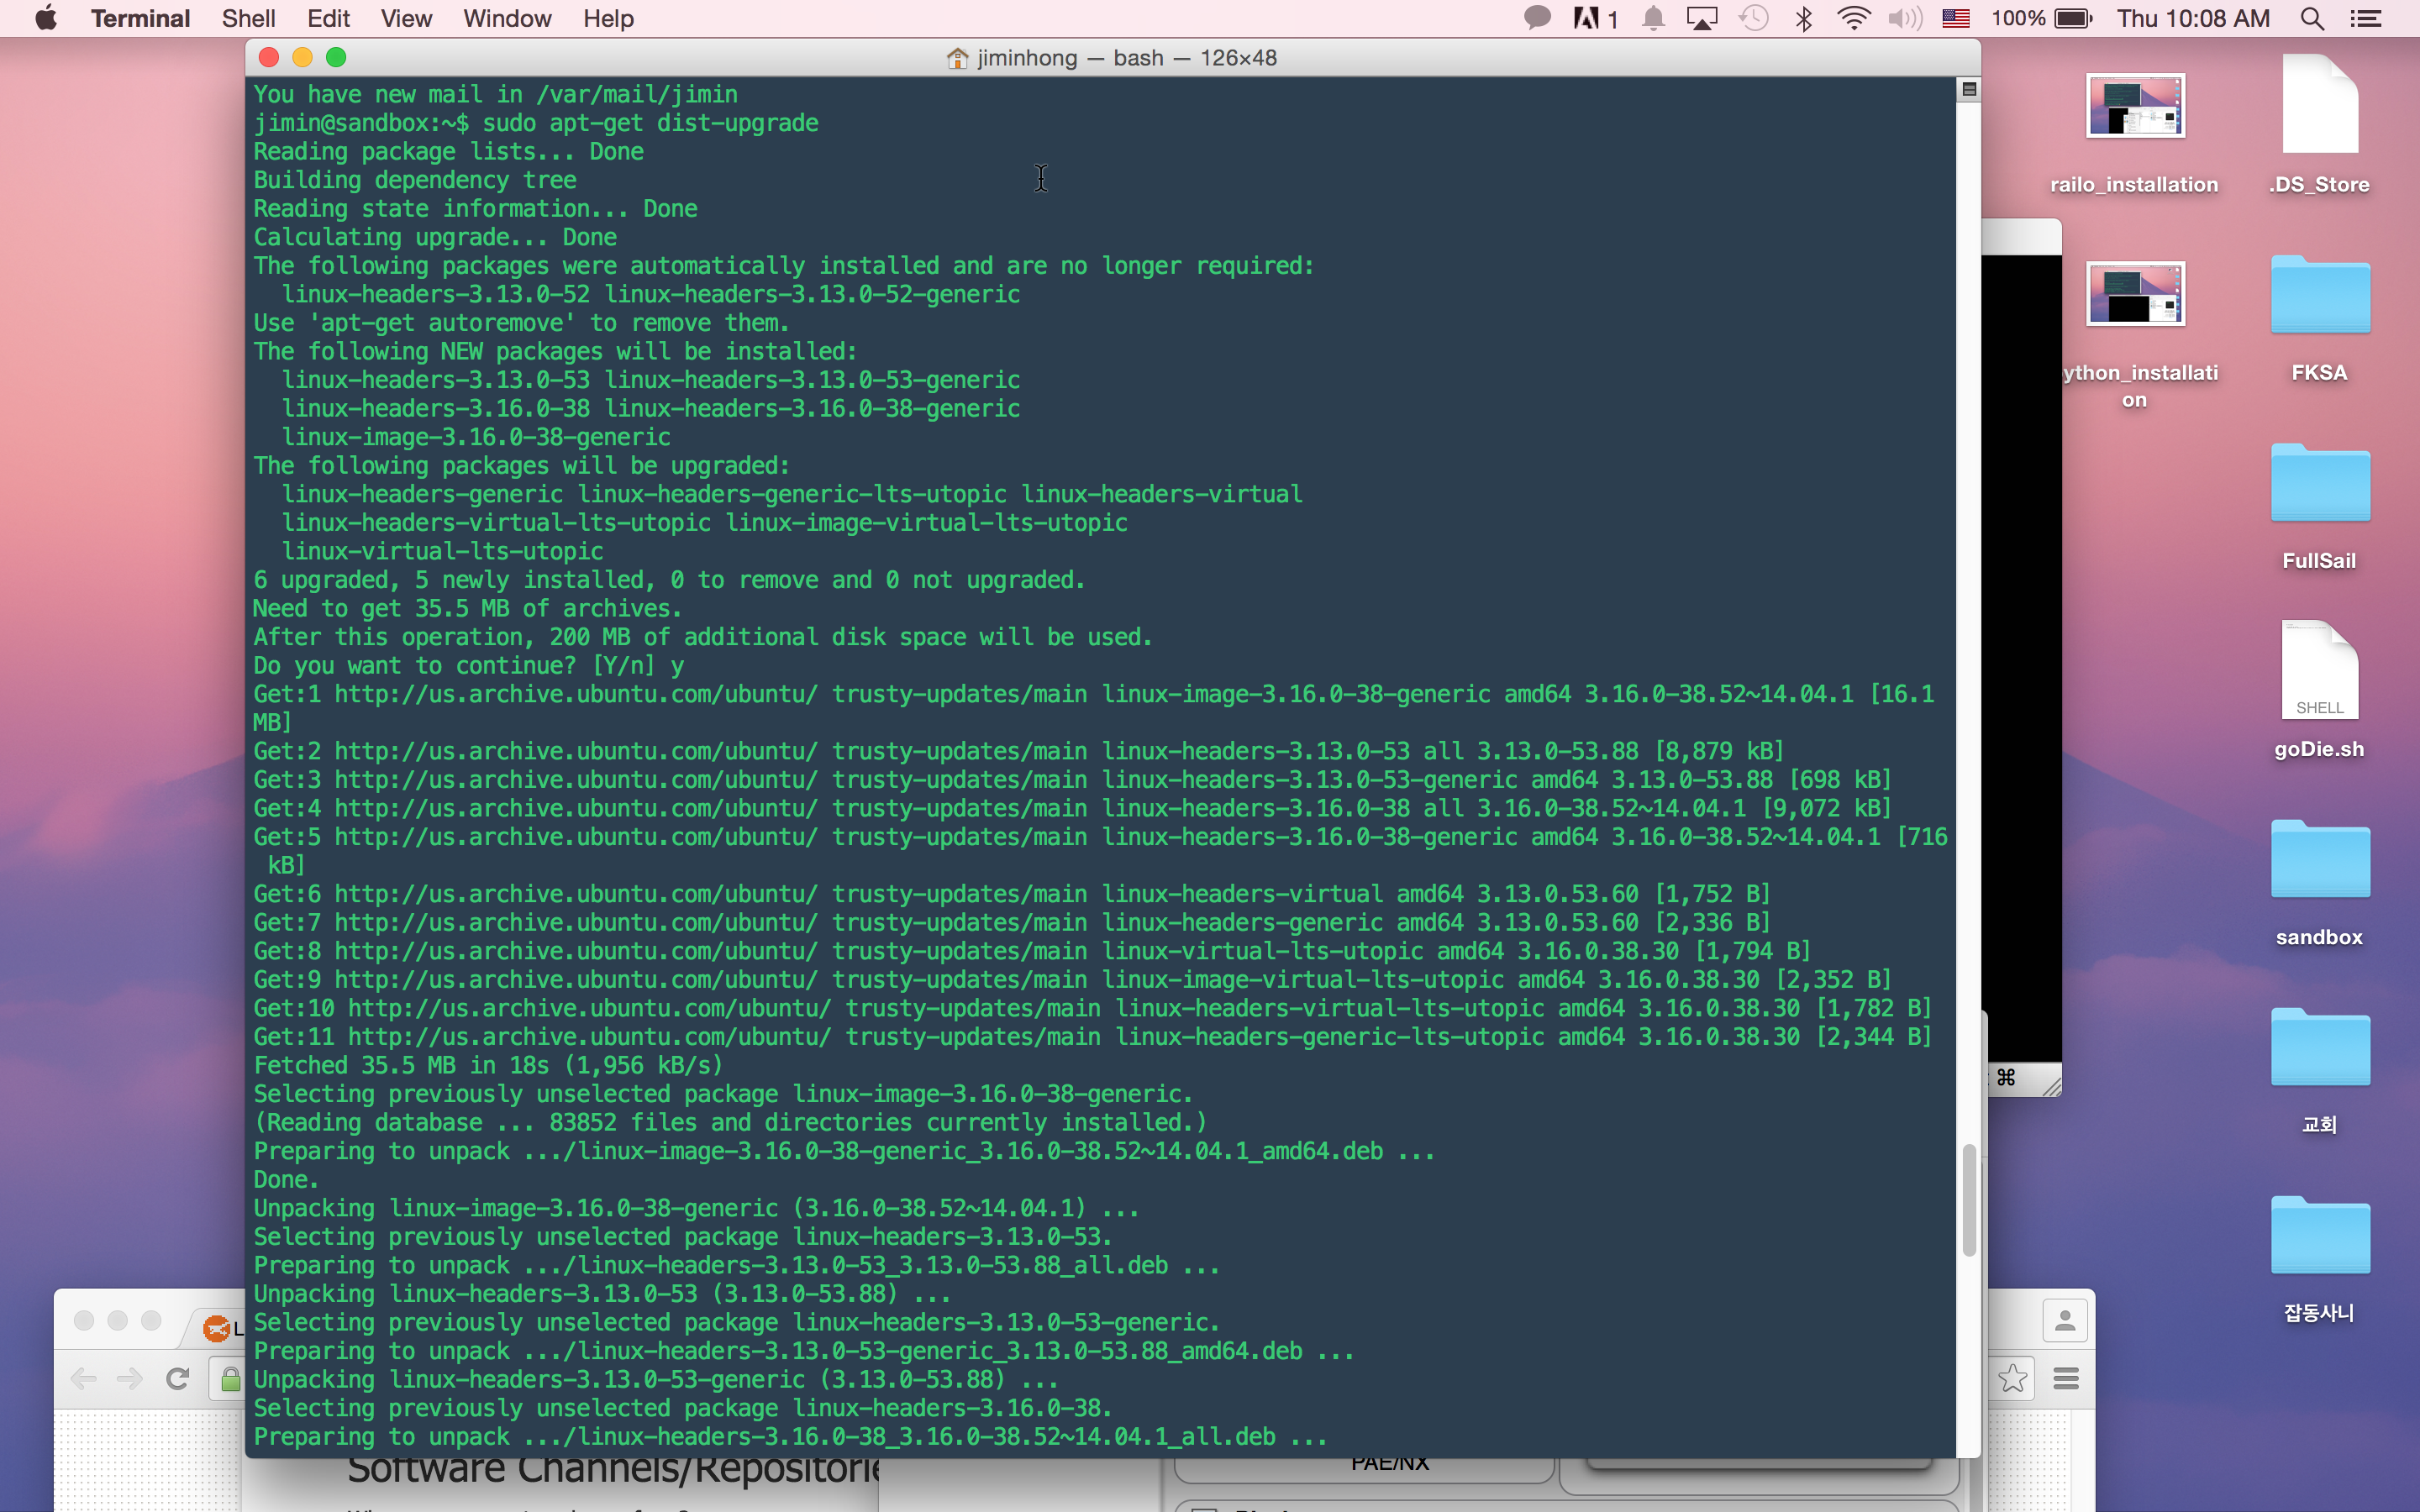 Terminal Shell Edit View Window Help 1 100% Thu 10:08 AM
jiminhong — bash — 126×48
You have new mail in /var/mail/jimin
jimin@sandbox:~$ sudo apt-get dist-upgrade
Reading package lists... Done
Building dependency tree
Reading state information... Done
Calculating upgrade... Done
The following packages were automatically installed and are no longer required:
linux-headers-3.13.0-52 linux-headers-3.13.0-52-generic
Use 'apt-get autoremove' to remove them.
The following NEW packages will be installed:
linux-headers-3.13.0-53 linux-headers-3.13.0-53-generic
linux-headers-3.16.0-38 linux-headers-3.16.0-38-generic
linux-image-3.16.0-38-generic
The following packages will be upgraded:
linux-headers-generic linux-headers-generic-lts-utopic linux-headers-virtual
linux-headers-virtual-lts-utopic linux-image-virtual-lts-utopic
linux-virtual-lts-utopic
6 upgraded, 5 newly installed, 0 to remove and 0 not upgraded.
Need to get 35.5 MB of archives.
After this operation, 200 MB of additional disk space will be used.
Do you want to continue? [Y/n] y
Get:1 http://us.archive.ubuntu.com/ubuntu/ trusty-updates/main linux-image-3.16.0-38-generic amd64 3.16.0-38.52~14.04.1 [16.1
MB]
Get:2 http://us.archive.ubuntu.com/ubuntu/ trusty-updates/main linux-headers-3.13.0-53 all 3.13.0-53.88 [8,879 kB]
Get:3 http://us.archive.ubuntu.com/ubuntu/ trusty-updates/main linux-headers-3.13.0-53-generic amd64 3.13.0-53.88 [698 kB]
Get:4 http://us.archive.ubuntu.com/ubuntu/ trusty-updates/main linux-headers-3.16.0-38 all 3.16.0-38.52~14.04.1 [9,072 kB]
Get:5 http://us.archive.ubuntu.com/ubuntu/ trusty-updates/main linux-headers-3.16.0-38-generic amd64 3.16.0-38.52~14.04.1 [716
kB]
Get:6 http://us.archive.ubuntu.com/ubuntu/ trusty-updates/main linux-headers-virtual amd64 3.13.0.53.60 [1,752 B]
Get:7 http://us.archive.ubuntu.com/ubuntu/ trusty-updates/main linux-headers-generic amd64 3.13.0.53.60 [2,336 B]
Get:8 http://us.archive.ubuntu.com/ubuntu/ trusty-updates/main linux-virtual-lts-utopic amd64 3.16.0.38.30 [1,794 B]
Get:9 http://us.archive.ubuntu.com/ubuntu/ trusty-updates/main linux-image-virtual-lts-utopic amd64 3.16.0.38.30 [2,352 B]
Get:10 http://us.archive.ubuntu.com/ubuntu/ trusty-updates/main linux-headers-virtual-lts-utopic amd64 3.16.0.38.30 [1,782 B]
Get:11 http://us.archive.ubuntu.com/ubuntu/ trusty-updates/main linux-headers-generic-lts-utopic amd64 3.16.0.38.30 [2,344 B]
Fetched 35.5 MB in 18s (1,956 kB/s)
Selecting previously unselected package linux-image-3.16.0-38-generic.
(Reading database ... 83852 files and directories currently installed.)
Preparing to unpack .../linux-image-3.16.0-38-generic_3.16.0-38.52~14.04.1_amd64.deb ...
Done.
Unpacking linux-image-3.16.0-38-generic (3.16.0-38.52~14.04.1) ...
Selecting previously unselected package linux-headers-3.13.0-53.
Preparing to unpack .../linux-headers-3.13.0-53_3.13.0-53.88_all.deb ...
Unpacking linux-headers-3.13.0-53 (3.13.0-53.88) ...
Selecting previously unselected package linux-headers-3.13.0-53-generic.
Preparing to unpack .../linux-headers-3.13.0-53-generic_3.13.0-53.88_amd64.deb ...
Unpacking linux-headers-3.13.0-53-generic (3.13.0-53.88) ...
Selecting previously unselected package linux-headers-3.16.0-38.
Preparing to unpack .../linux-headers-3.16.0-38_3.16.0-38.52~14.04.1_all.deb ...
railo_installation
.DS_Store
ython_installati
on
FKSA
FullSail
SHELL
goDie.sh
sandbox
⌘
교회
잡동사니
L
Software Channels/Repositorie
PAE/NX